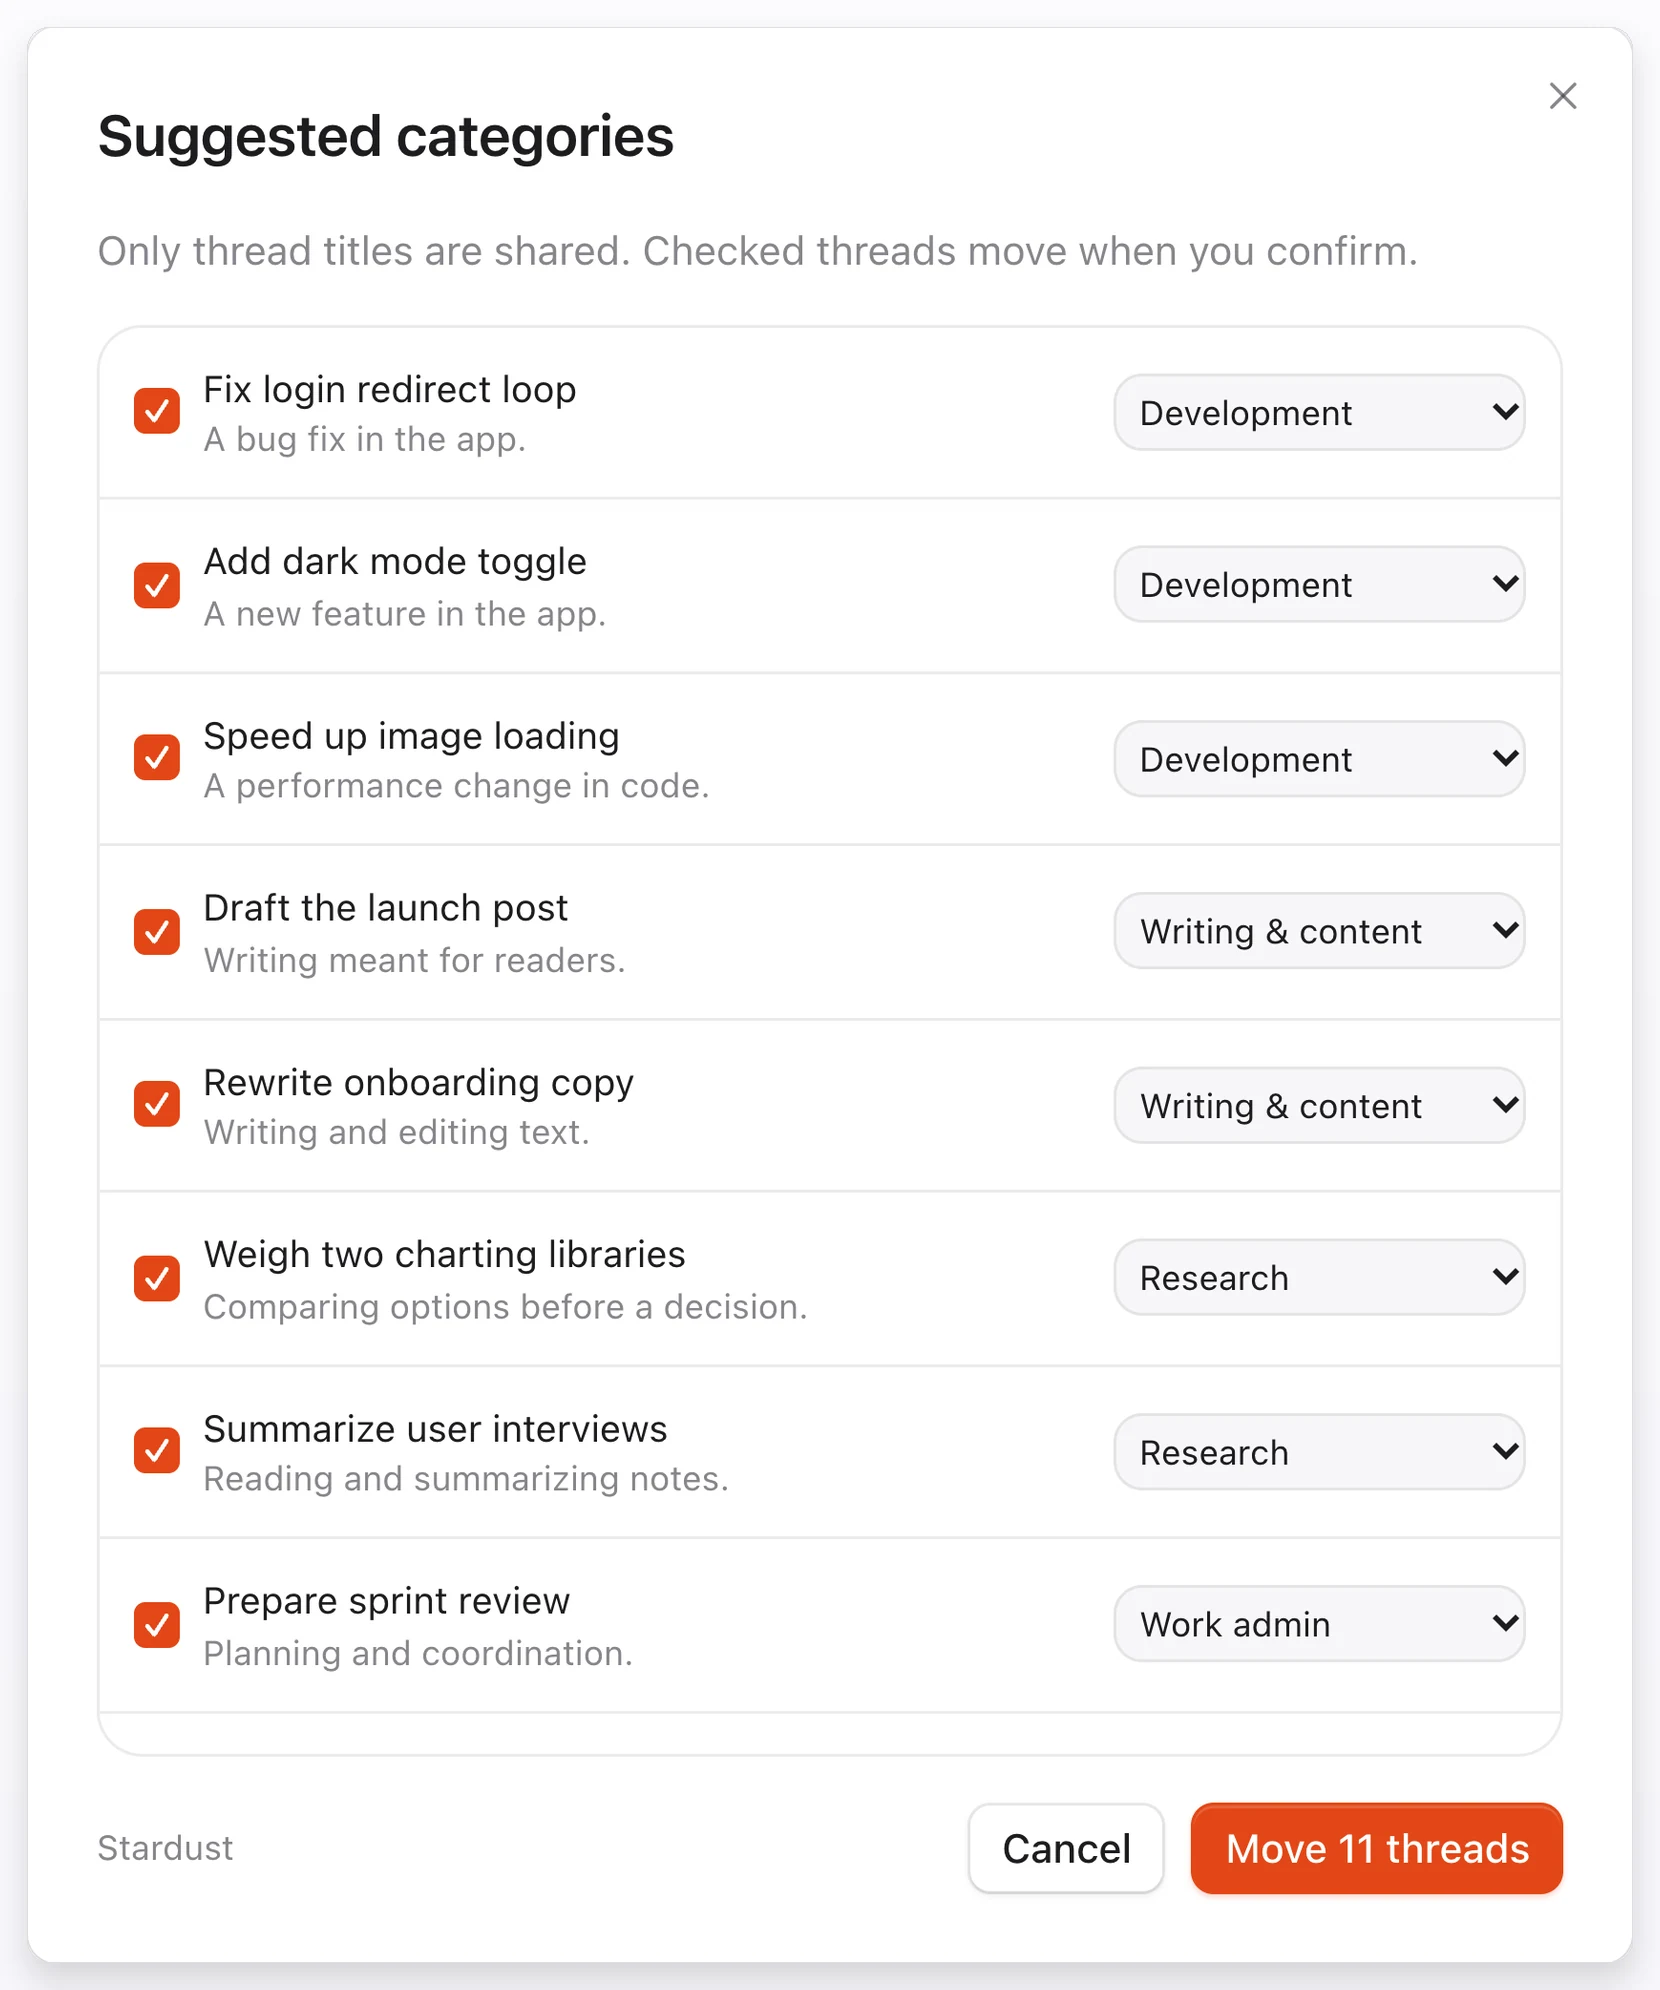 Suggested categories
Only thread titles are shared. Checked threads move when you confirm.
Fix login redirect loop
A bug fix in the app.
Development
Add dark mode toggle
A new feature in the app.
Development
Speed up image loading
A performance change in code.
Development
Draft the launch post
Writing meant for readers.
Writing & content
Rewrite onboarding copy
Writing and editing text.
Writing & content
Weigh two charting libraries
Comparing options before a decision.
Research
Summarize user interviews
Reading and summarizing notes.
Research
Prepare sprint review
Planning and coordination.
Work admin
Stardust
Cancel
Move 11 threads